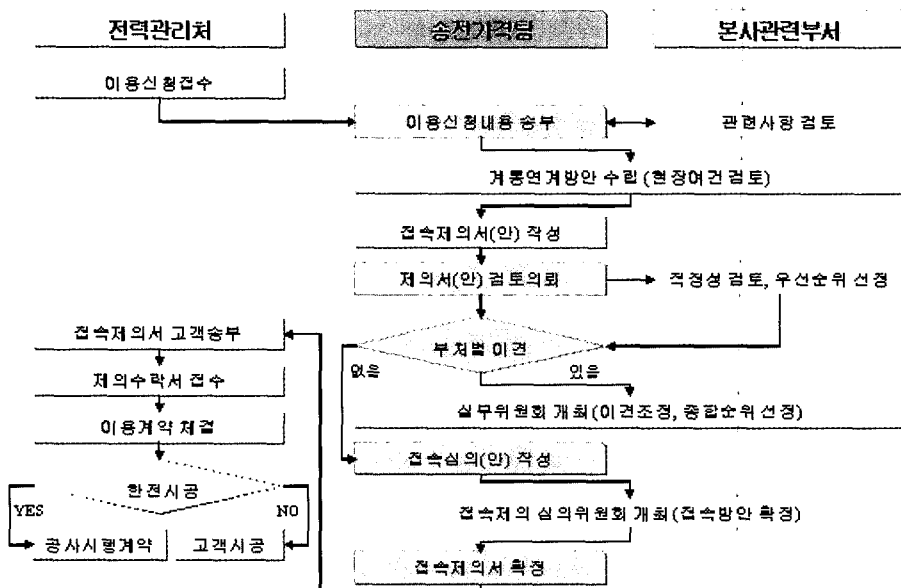 전력관리처
송전가격팀
본사관련부서
이용신청접수
이용신청내용 송부
관련사항 검토
계통연계방안 수립 (현장여건 검토)
접속제의서(안) 작성
제의서(안) 검토의뢰
적정성 검토, 우선순위 선정
접속제의서 고객송부
부처별 이견
없음
있음
제의수락서 접수
실무위원회 개최(이견조정, 종합순위 선정)
이용계약 체결
접속심의(안) 작성
한전시공
YES
NO
접속제의 심의위원회 개최(접속방안 확정)
공사시행계약
고객시공
접속제의서 확정